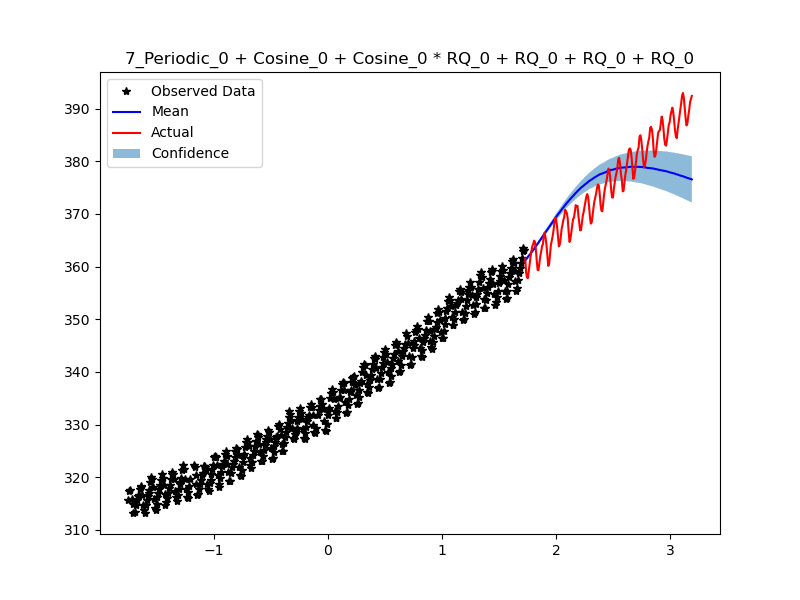 7_Periodic_0 + Cosine_0 + Cosine_0 * RQ_0 + RQ_0 + RQ_0 + RQ_0
Observed Data
Mean
Actual
Confidence
390
380
370
360
350
340
330
320
310
−1
0
1
2
3